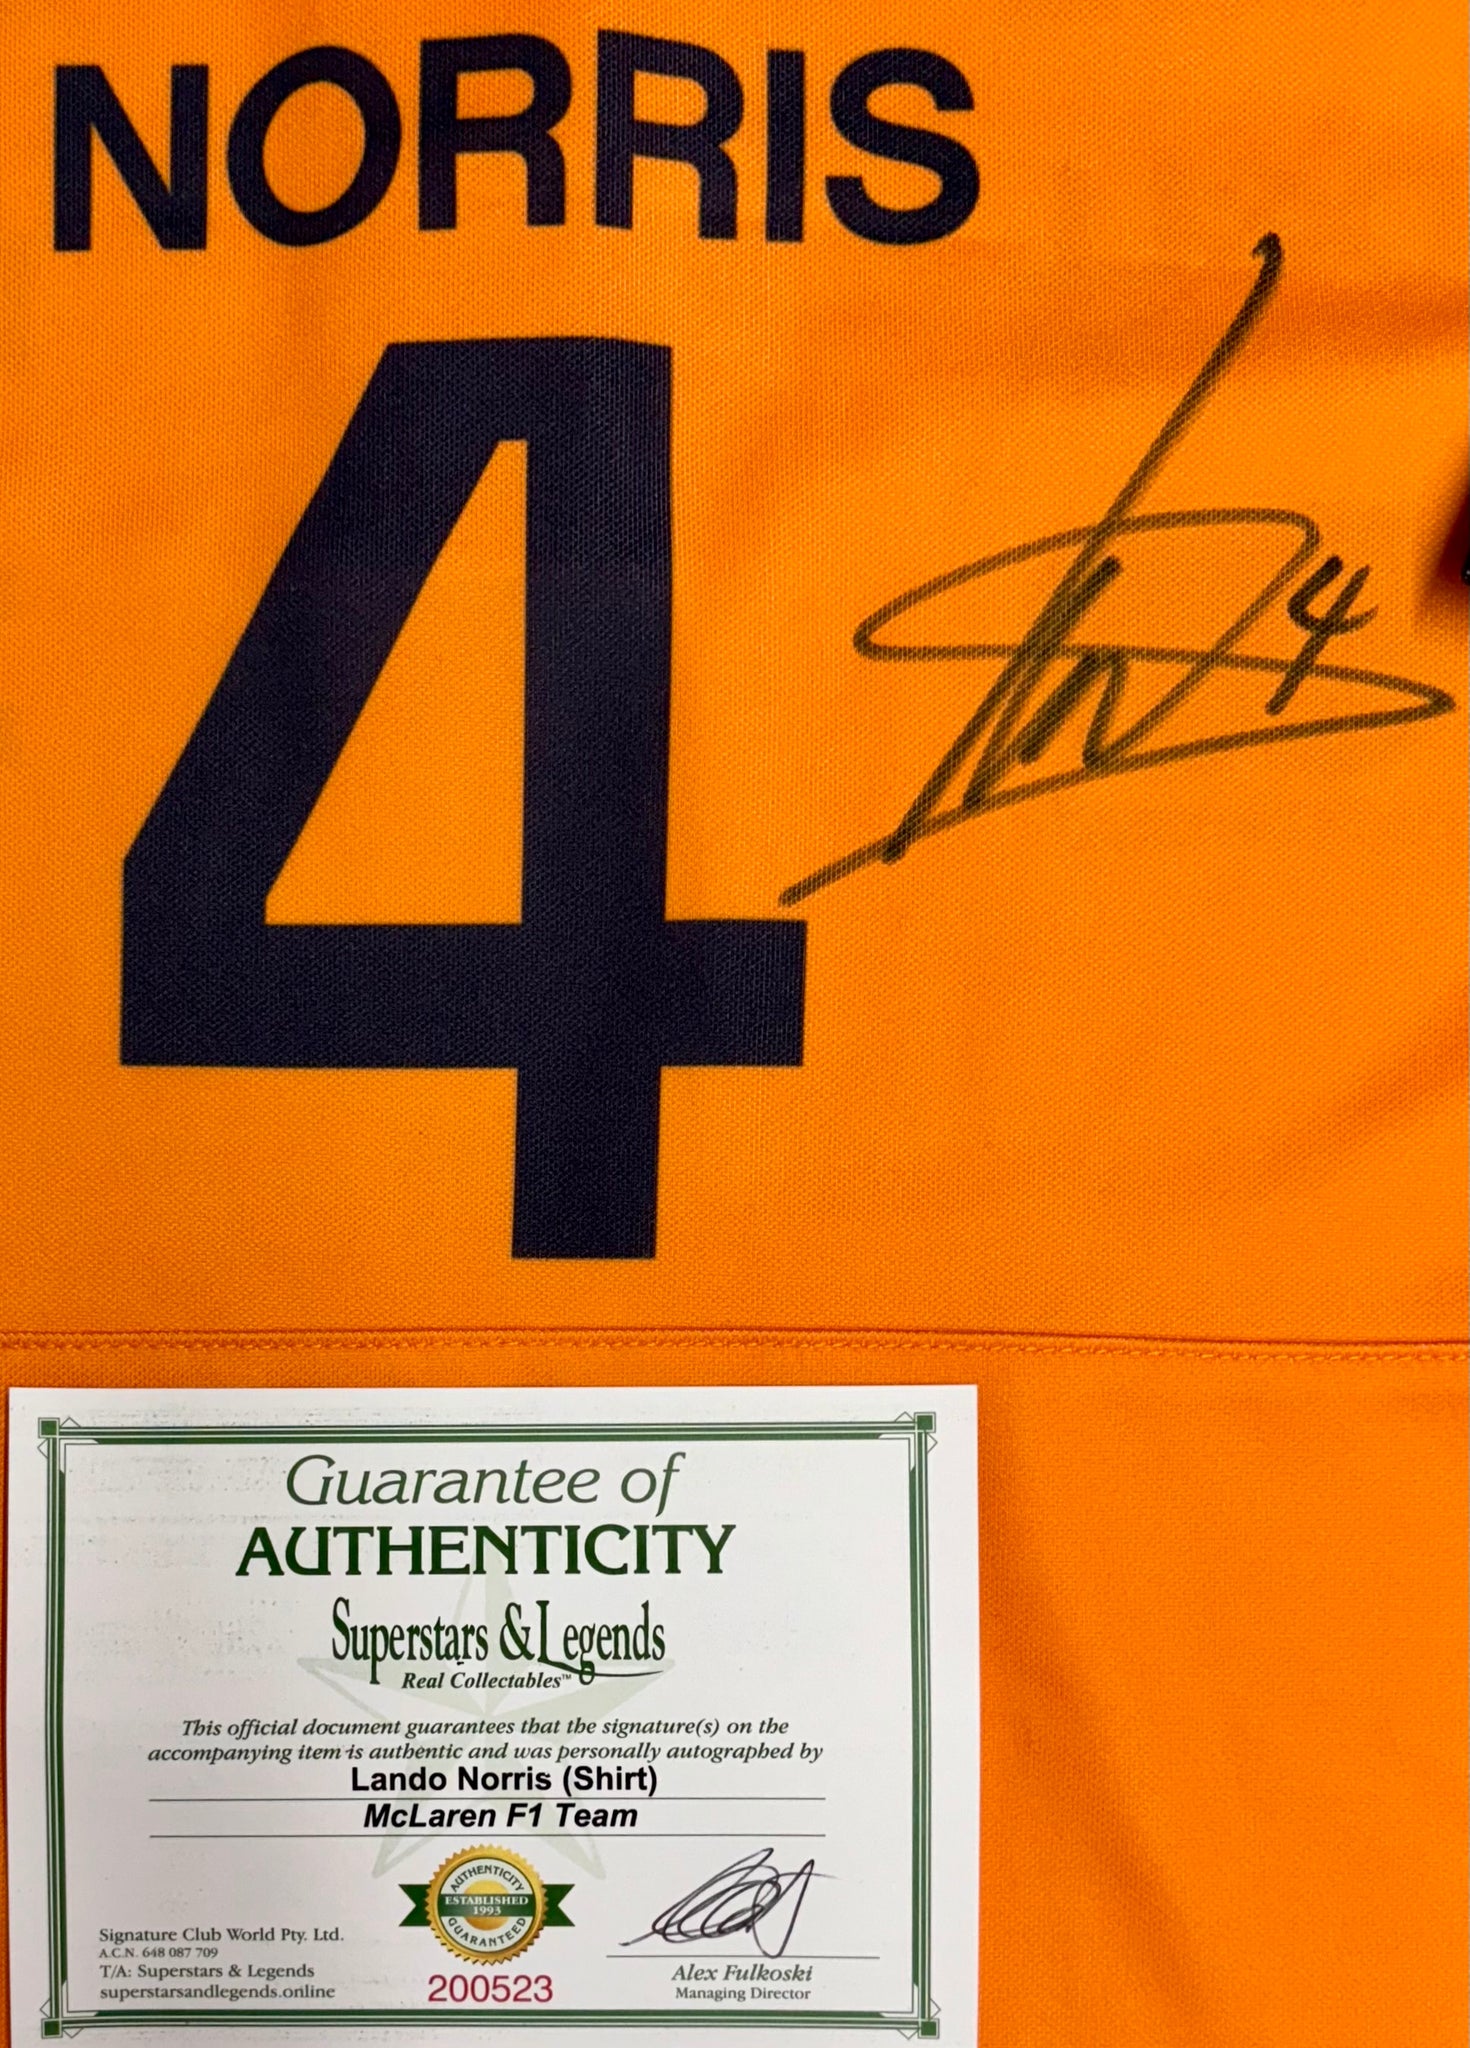 NORRIS
4
4
Guarantee of
AUTHENTICITY
Superstars & Legends
Real Collectables™
This official document guarantees that the signature(s) on the
accompanying item is authentic and was personally autographed by
Lando Norris (Shirt)
McLaren F1 Team
AUTHENTICITY
ESTABLISHED
1993
GUARANTEED
200523
Signature Club World Pty. Ltd.
A.C.N. 648 087 709
T/A: Superstars & Legends
superstarsandlegends.online
Alex Fulkoski
Managing Director